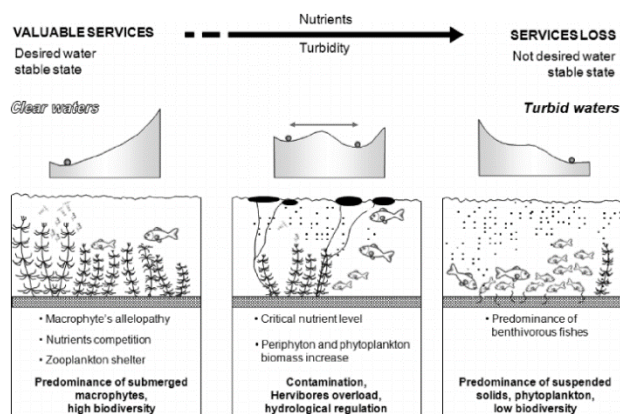 VALUABLE SERVICES
Nutrients
SERVICES LOSS
Desired water
stable state
Turbidity
Not desired water
stable state
Clear waters
Turbid waters
• Macrophyte's allelopathy
• Nutrients competition
• Zooplankton shelter
Predominance of submerged
macrophytes,
high biodiversity
• Critical nutrient level
• Periphyton and phytoplankton
biomass increase
Contamination,
Hervibores overload,
hydrological regulation
• Predominance of
benthivorous fishes
Predominance of suspended
solids, phytoplankton,
low biodiversity